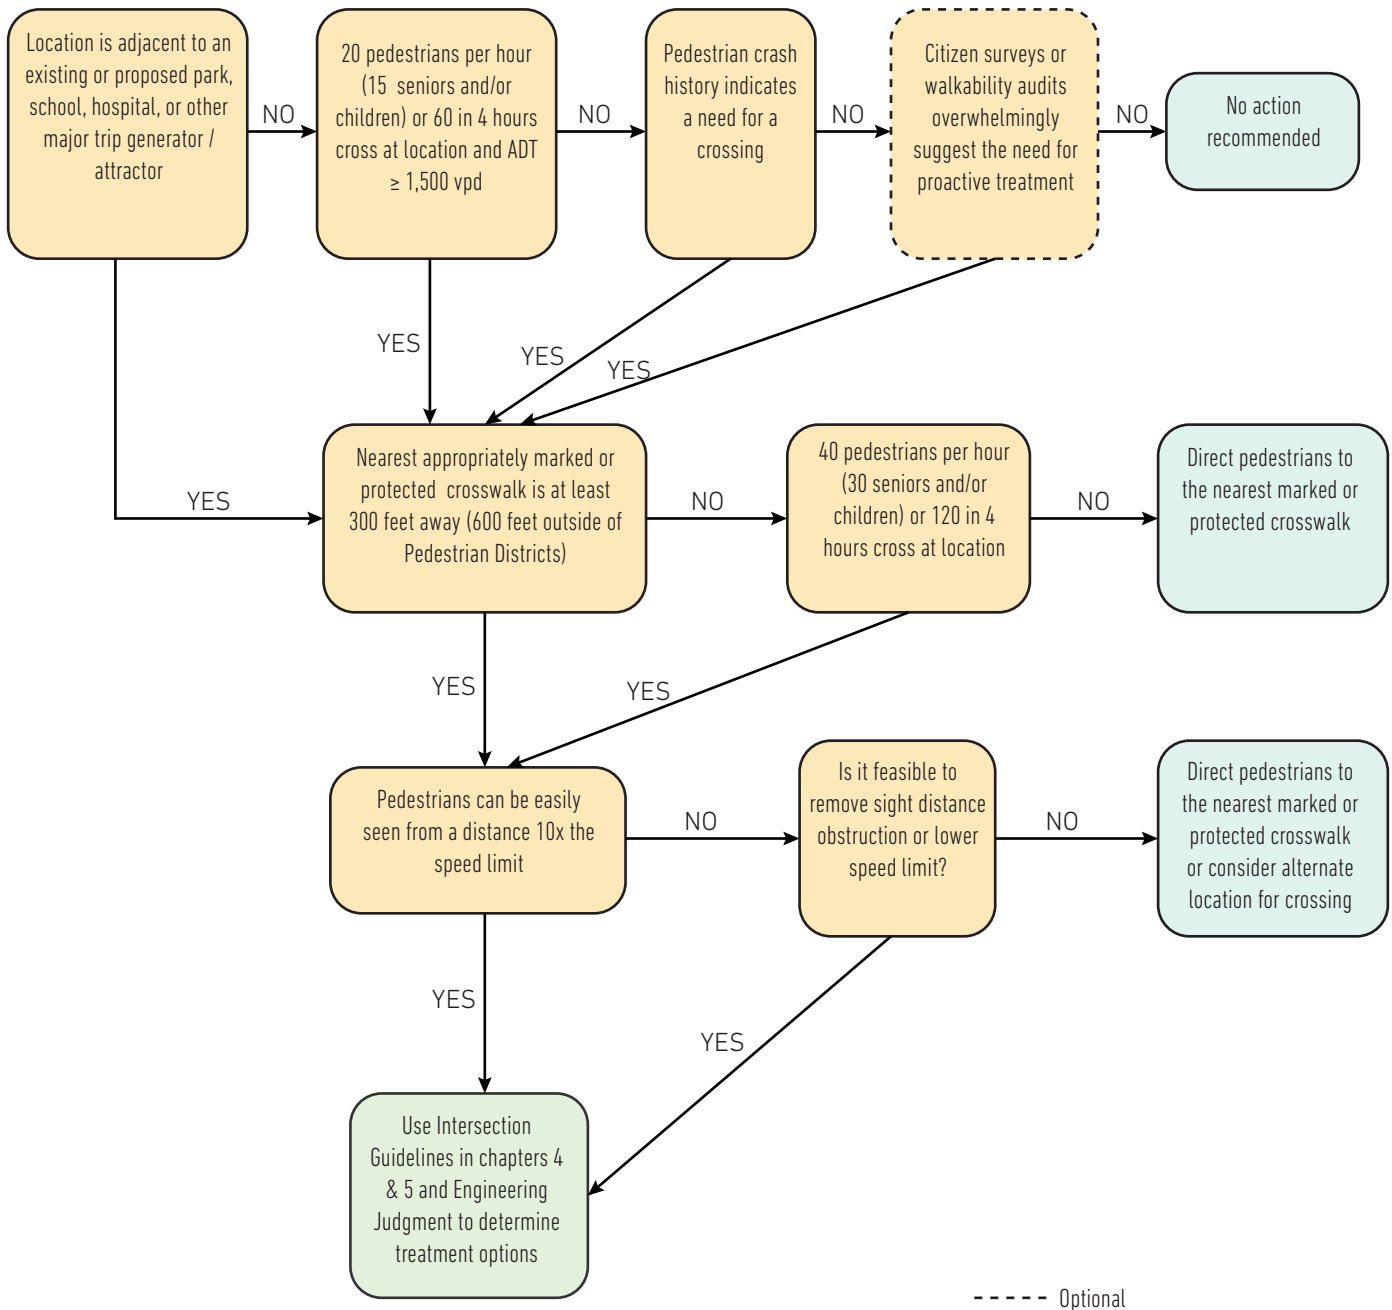 Location is adjacent to an
existing or proposed park,
school, hospital, or other
major trip generator /
attractor
NO
20 pedestrians per hour
(15 seniors and/or
children) or 60 in 4 hours
cross at location and ADT
≥ 1,500 vpd
NO
Pedestrian crash
history indicates
a need for a
crossing
NO
Citizen surveys or
walkability audits
overwhelmingly
suggest the need for
proactive treatment
NO
No action
recommended
YES
YES
YES
YES
Nearest appropriately marked or
protected crosswalk is at least
300 feet away (600 feet outside of
Pedestrian Districts)
NO
40 pedestrians per hour
(30 seniors and/or
children) or 120 in 4
hours cross at location
NO
Direct pedestrians to
the nearest marked or
protected crosswalk
YES
YES
Pedestrians can be easily
seen from a distance 10x the
speed limit
NO
Is it feasible to
remove sight distance
obstruction or lower
speed limit?
NO
Direct pedestrians to
the nearest marked or
protected crosswalk
or consider alternate
location for crossing
YES
YES
Use Intersection
Guidelines in chapters 4
& 5 and Engineering
Judgment to determine
treatment options
Optional